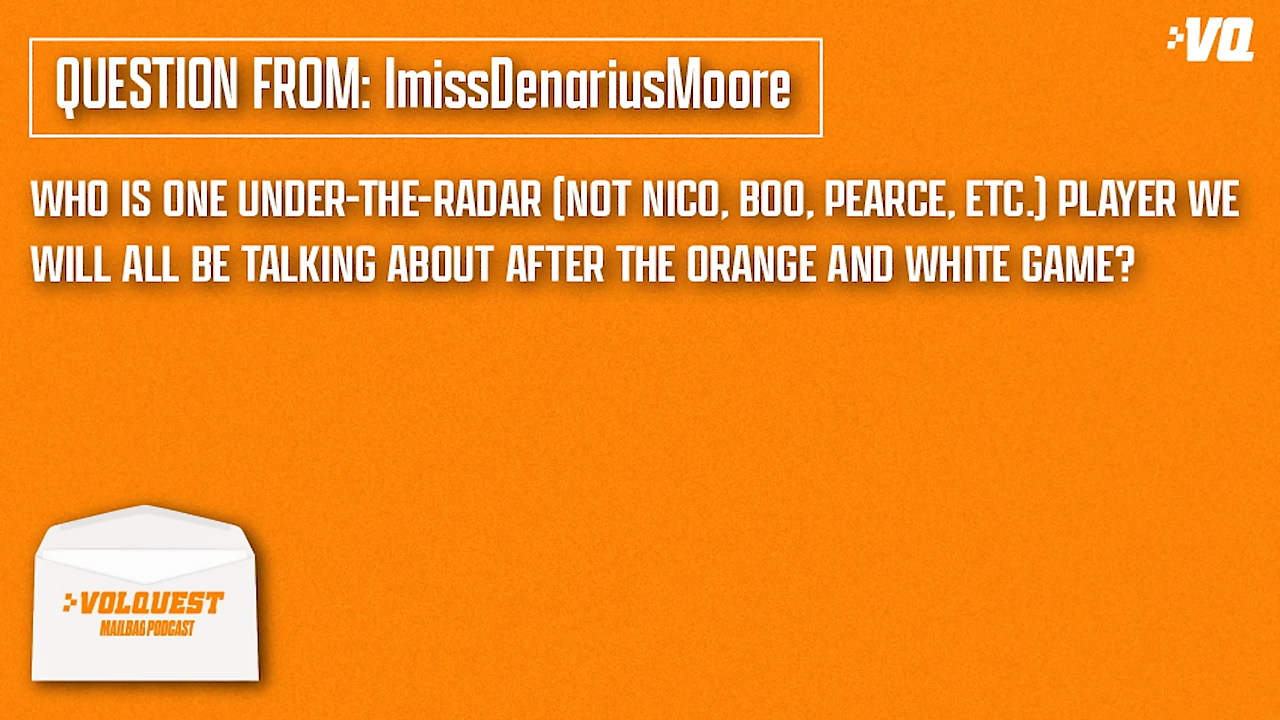 VQ
QUESTION FROM: ImissDenariusMoore
WHO IS ONE UNDER-THE-RADAR (NOT NICO, BOO, PEARCE, ETC.) PLAYER WE
WILL ALL BE TALKING ABOUT AFTER THE ORANGE AND WHITE GAME?
VOLQUEST
MAILBAG PODCAST